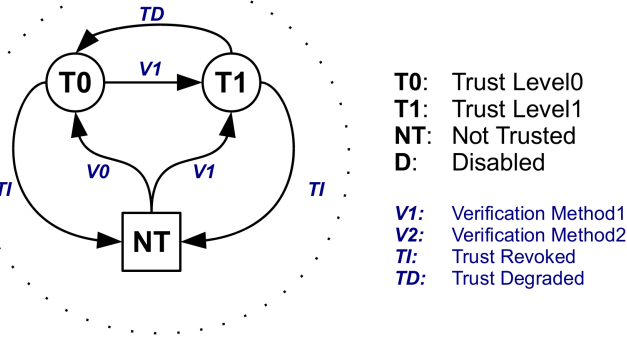 TD
T0
V1
T1
V0
V1
TI
TI
NT
T0: Trust Level0
T1: Trust Level1
NT: Not Trusted
D: Disabled
V1: Verification Method1
V2: Verification Method2
TI: Trust Revoked
TD: Trust Degraded